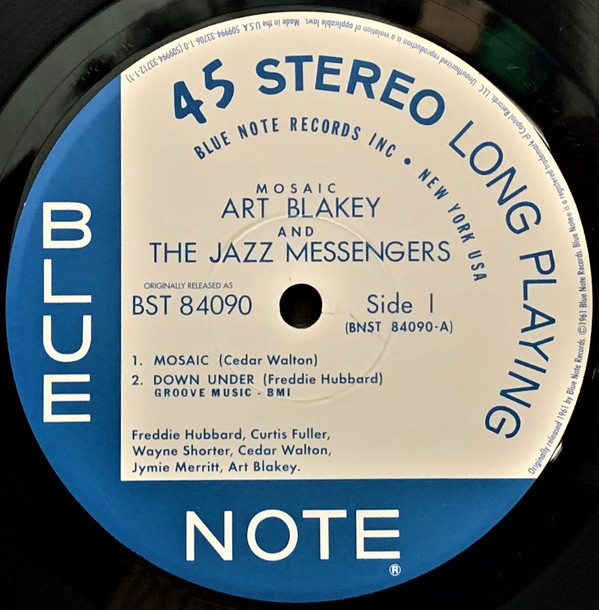 45 STEREO LONG PLAYING
BLUE NOTE RECORDS INC • NEW YORK USA
MOSAIC
ART BLAKEY
AND
THE JAZZ MESSENGERS
ORIGINALLY RELEASED AS
BST 84090
Side 1
(BNST 84090-A)
1. MOSAIC (Cedar Walton)
2. DOWN UNDER (Freddie Hubbard)
GROOVE MUSIC - BMI
Freddie Hubbard, Curtis Fuller,
Wayne Shorter, Cedar Walton,
Jymie Merritt, Art Blakey.
BLUE
NOTE®
Originally released 1961 by Blue Note Records. ©1961 Blue Note Records. Blue Note® is a registered trademark of Capitol Records, LLC. Unauthorized reproduction is a violation of applicable laws. Made in the U.S.A. 509994-33706-1-0 (509994-33712-1-1)